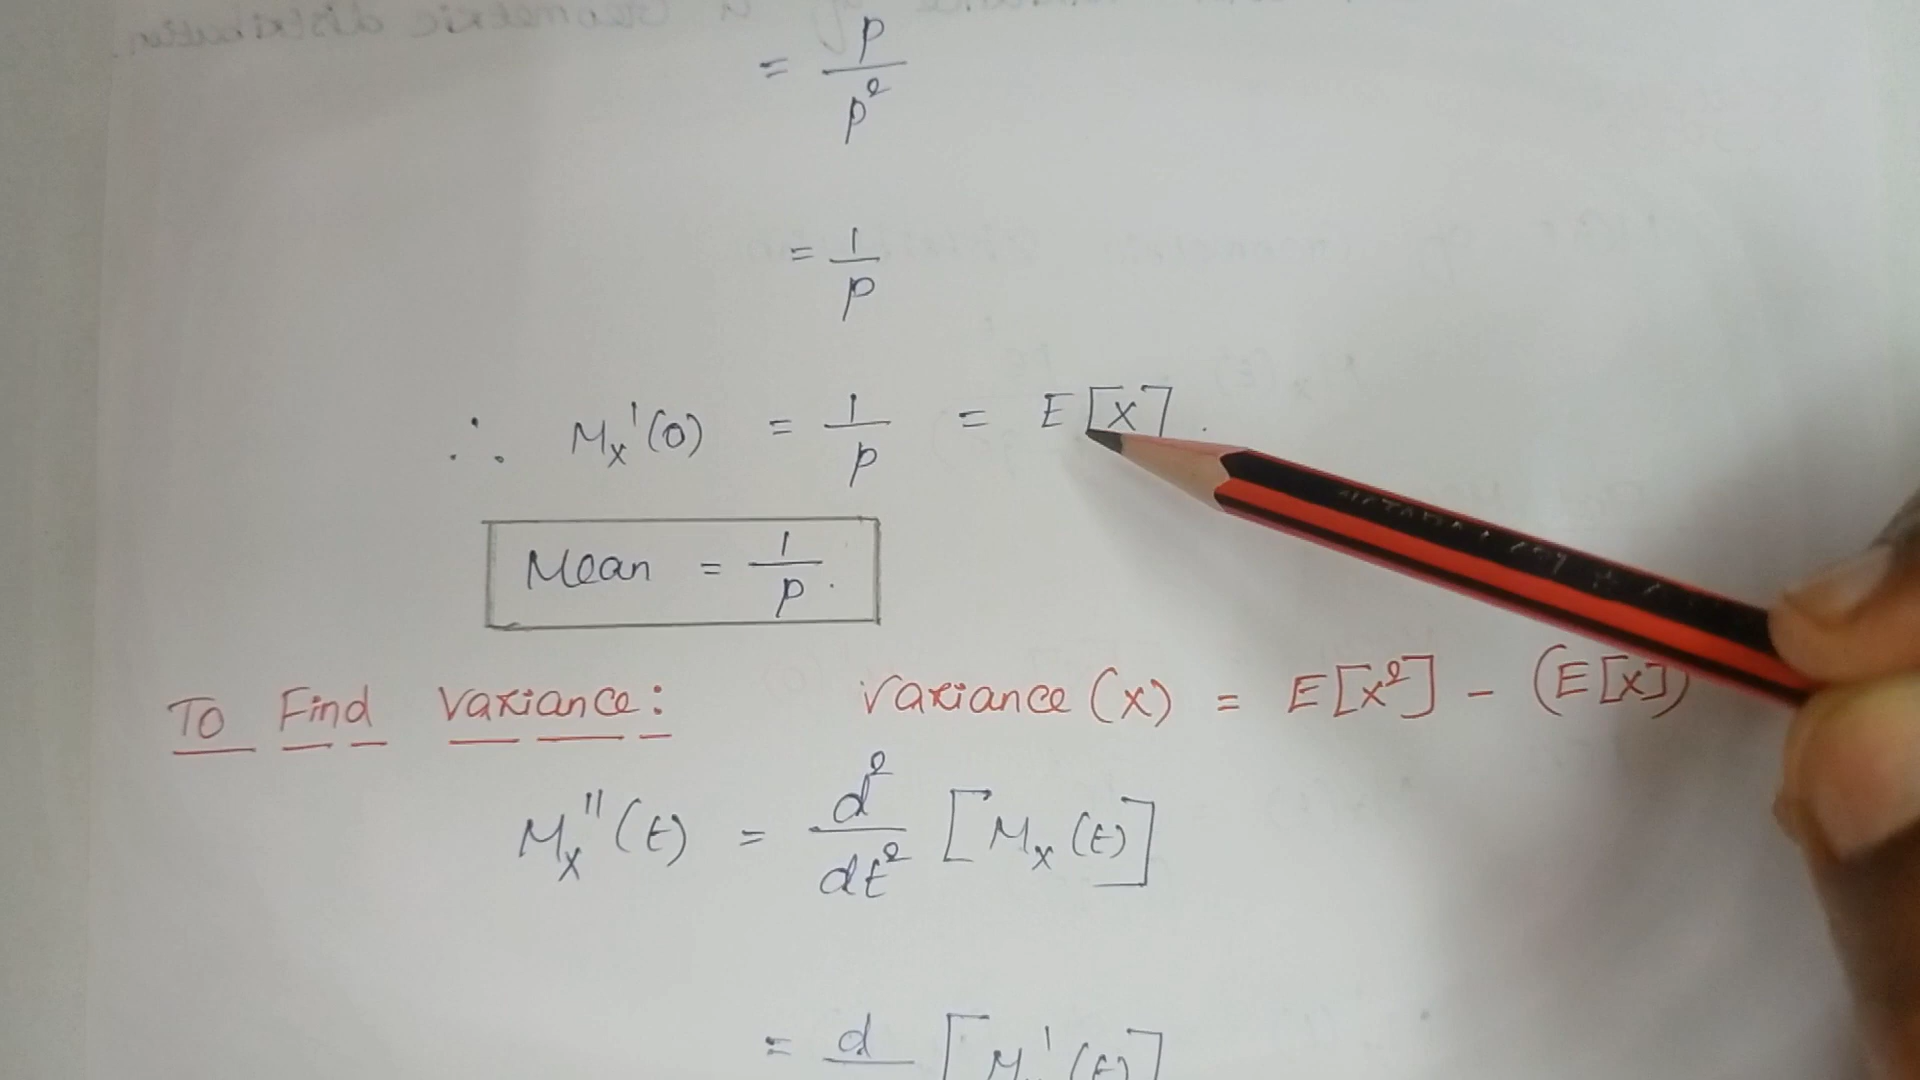 = p/p²
= 1/p
∴ Mx'(0) = 1/p = E[X].
Mean = 1/p.
To Find Variance: Variance (x) = E[x²] - (E[x])
Mx''(t) = d²/dt² [Mx(t)]
= d [M'(t)]